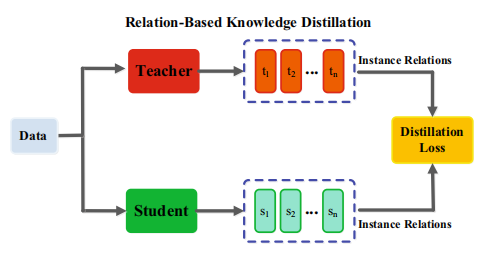 Relation-Based Knowledge Distillation
Teacher
t1 t2 ... tn
Instance Relations
Data
Distillation
Loss
Student
s1 s2 ... sn
Instance Relations